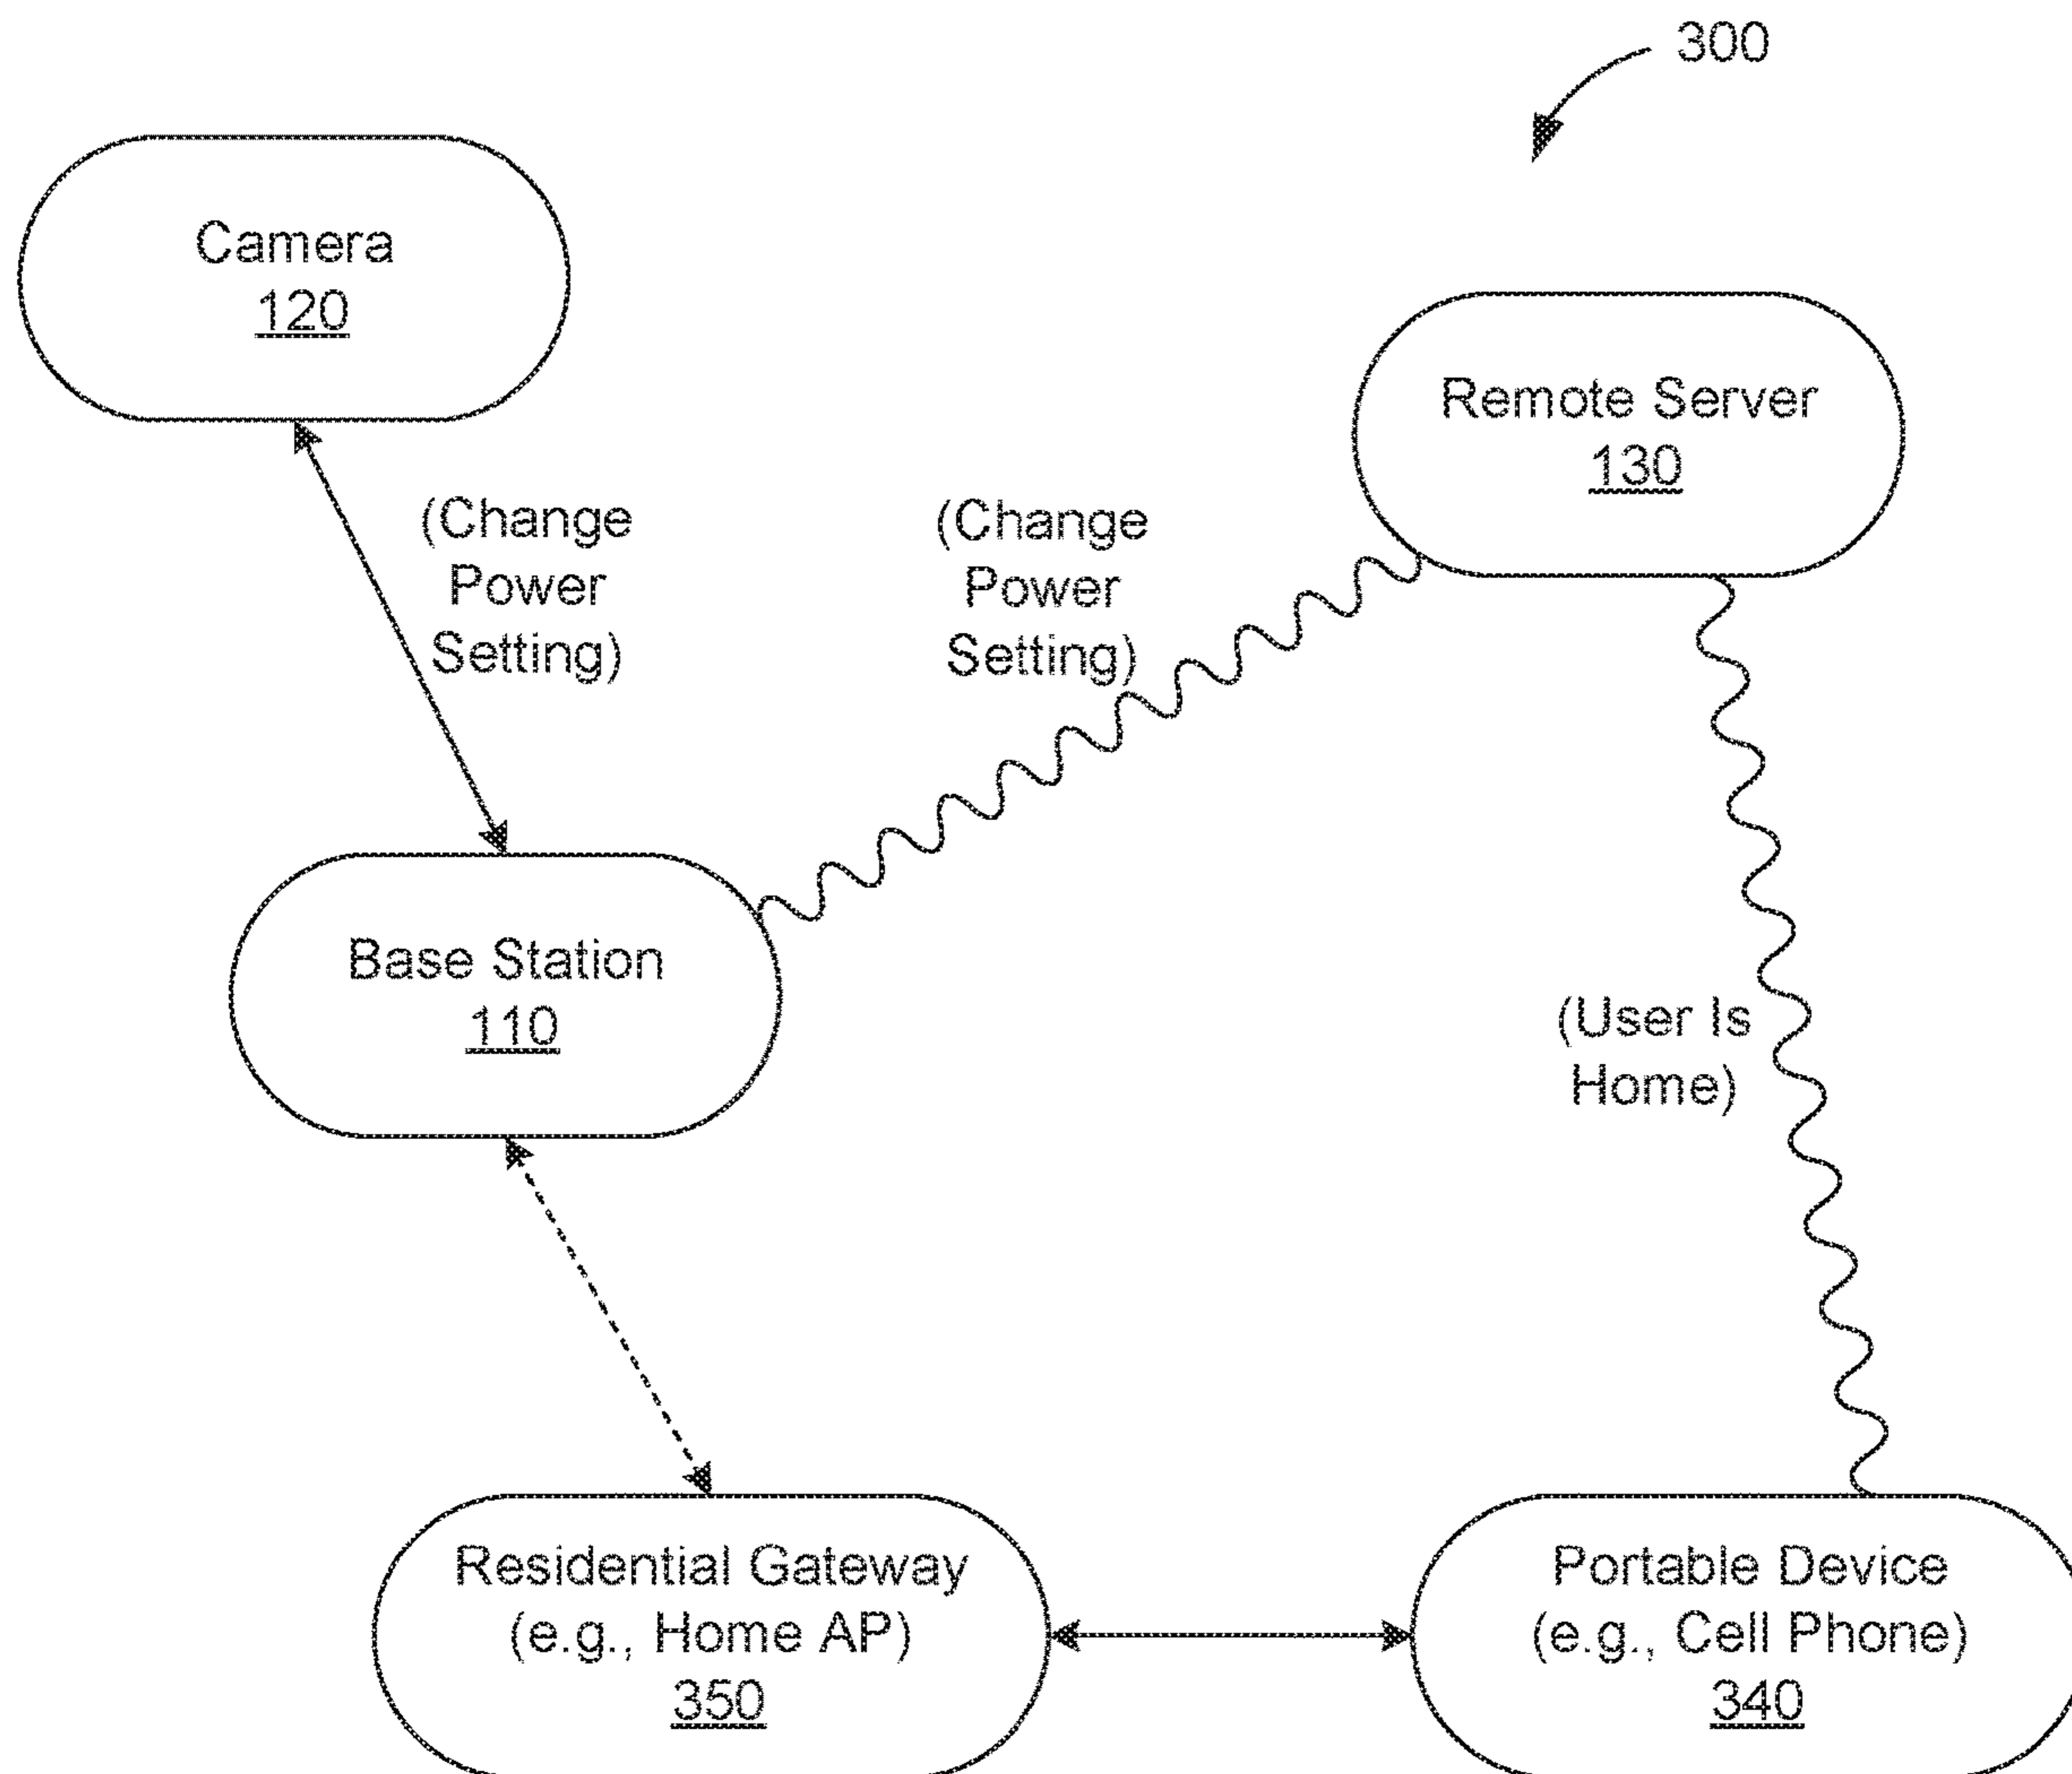 300
Camera
120
Remote Server
130
(Change
Power
Setting)
(Change
Power
Setting)
Base Station
110
(User Is
Home)
Residential Gateway
(e.g., Home AP)
350
Portable Device
(e.g., Cell Phone)
340